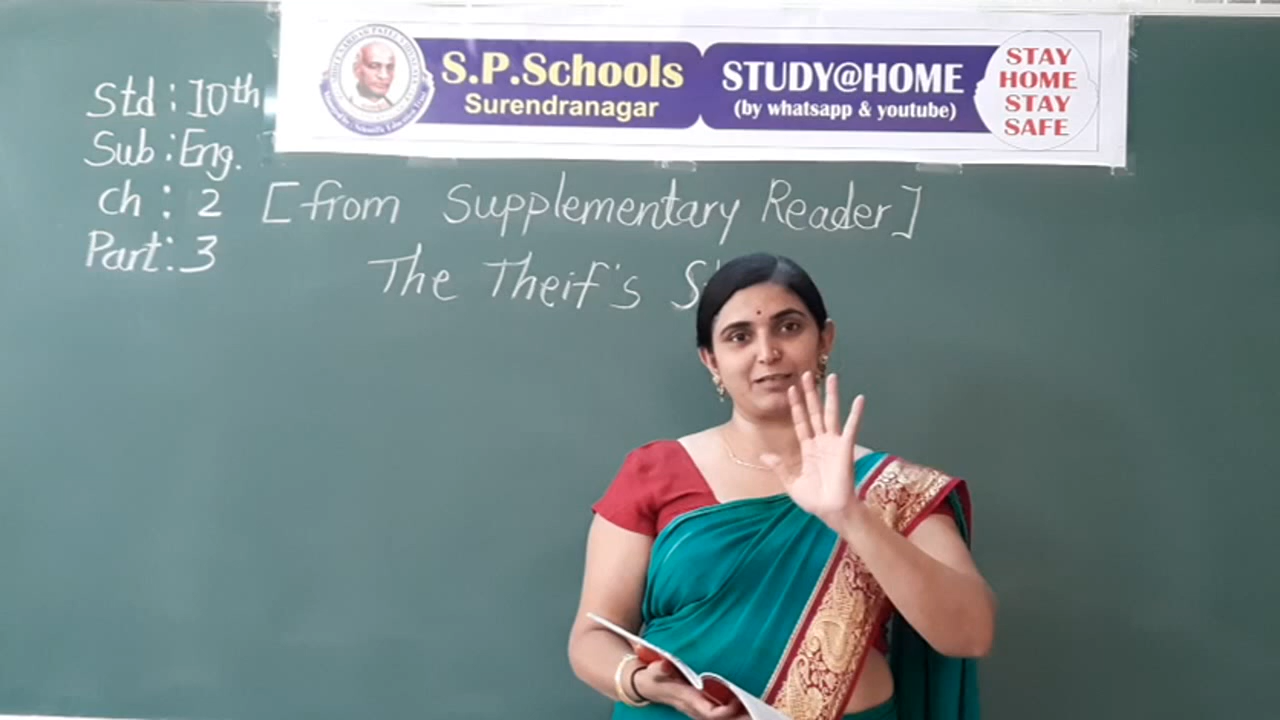 S.P.Schools
Surendranagar
STUDY@HOME
(by whatsapp & youtube)
STAY
HOME
STAY
SAFE
Std : 10th
Sub : Eng.
ch : 2 [from Supplementary Reader]
Part : 3
The Theif's